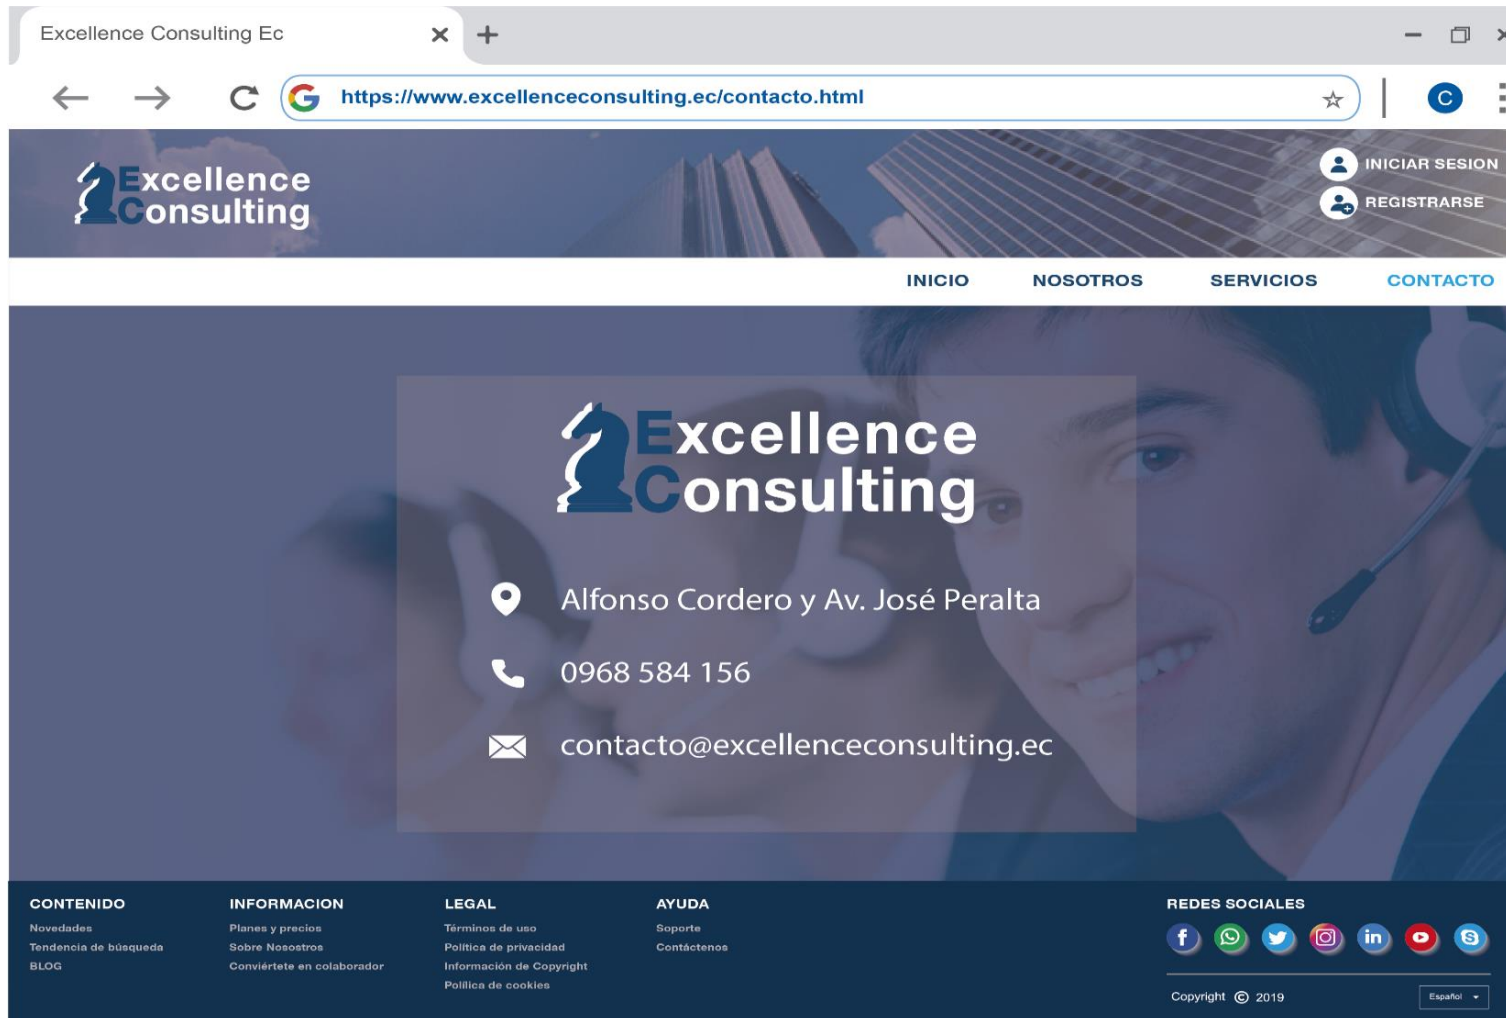 Excellence Consulting Ec
https://www.excellenceconsulting.ec/contacto.html
C
Excellence
Consulting
INICIAR SESION
REGISTRARSE
INICIO NOSOTROS SERVICIOS CONTACTO
Excellence
Consulting
Alfonso Cordero y Av. José Peralta
0968 584 156
contacto@excellenceconsulting.ec
CONTENIDO
Novedades
Tendencia de búsqueda
BLOG
INFORMACION
Planes y precios
Sobre Nosostros
Conviértete en colaborador
LEGAL
Términos de uso
Política de privacidad
Información de Copyright
Política de cookies
AYUDA
Soporte
Contáctenos
REDES SOCIALES
Copyright © 2019
Español